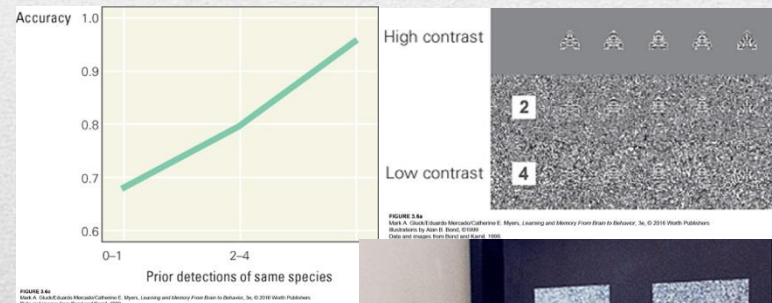 Accuracy
1.0
0.9
0.8
0.7
0.6
0–1
2–4
Prior detections of same species
FIGURE 3.6c
Mark A. Gluck/Eduardo Mercado/Catherine E. Myers, Learning and Memory From Brain to Behavior, 3e, © 2016 Worth Publishers
High contrast
2
Low contrast
4
FIGURE 3.6a
Mark A. Gluck/Eduardo Mercado/Catherine E. Myers, Learning and Memory From Brain to Behavior, 3e, © 2016 Worth Publishers
Illustrations by Alan B. Bond, ©1999
Data and images from Bond and Kamil, 1999.